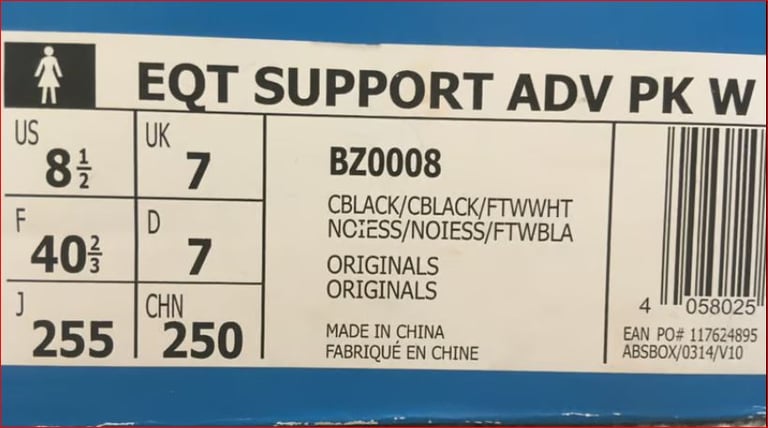 EQT SUPPORT ADV PK W
US 8 1/2 UK 7
F 40 2/3 D 7
J 255 CHN 250
BZ0008
CBLACK/CBLACK/FTWWHT
NOIESS/NOIESS/FTWBLA
ORIGINALS
ORIGINALS
MADE IN CHINA
FABRIQUÉ EN CHINE
4 058025
EAN PO# 117624895
ABSBOX/0314/V10